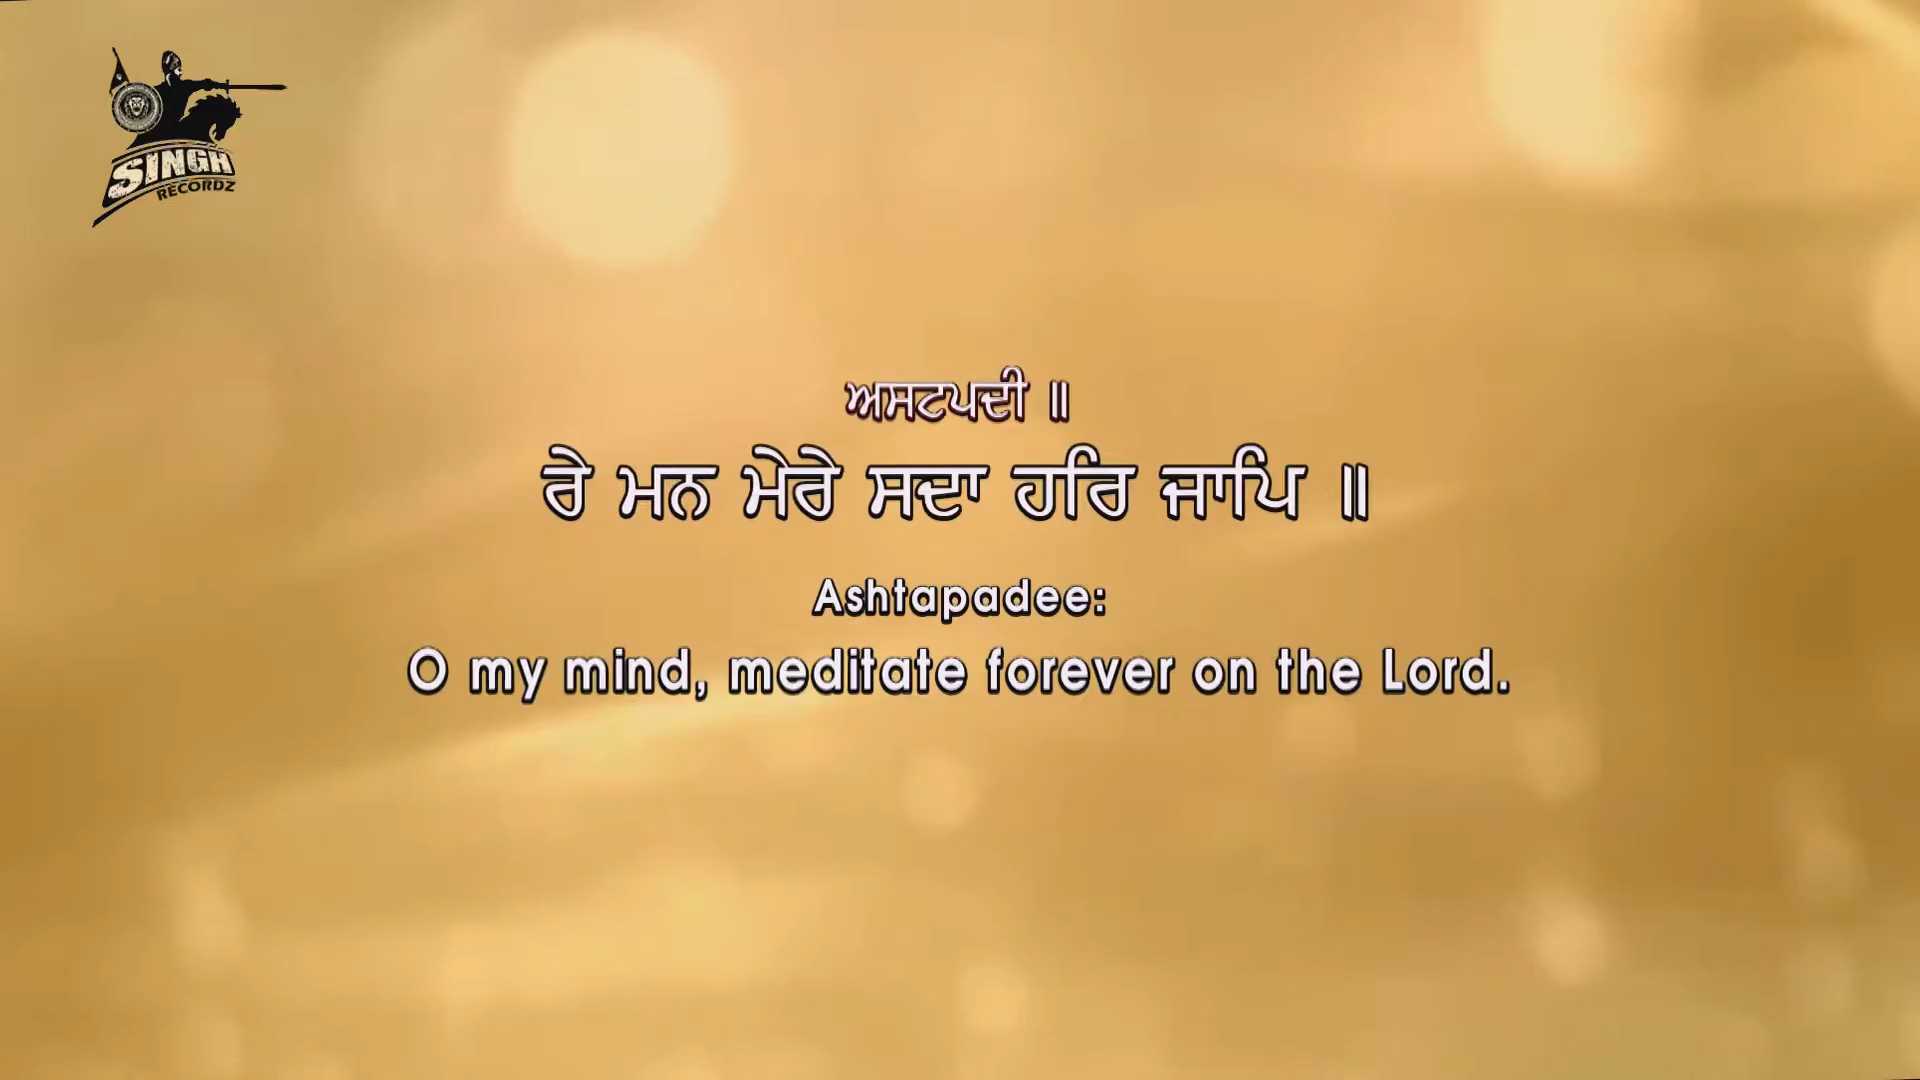 SINGH
RECORDZ
ਅਸਟਪਦੀ ॥
ਰੇ ਮਨ ਮੇਰੇ ਸਦਾ ਹਰਿ ਜਾਪਿ ॥
Ashtapadee:
O my mind, meditate forever on the Lord.